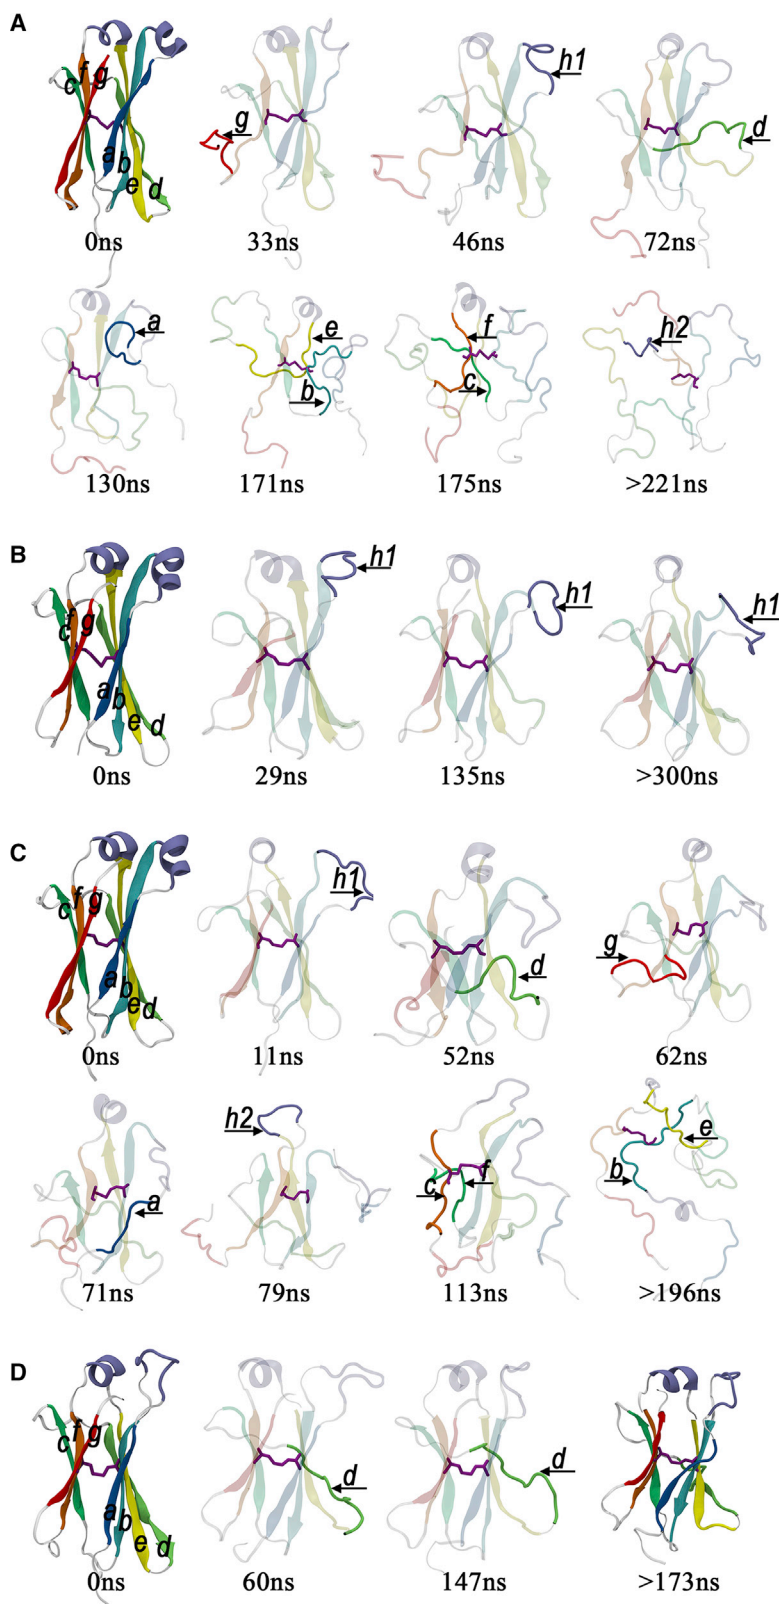 A
c f g
a b e d
g
h1
d
0ns 33ns 46ns 72ns
a
e
b
f
c
h2
130ns 171ns 175ns >221ns
B
c f g
a b e d
h1
h1
h1
0ns 29ns 135ns >300ns
C
c f g
a b e d
h1
d
g
0ns 11ns 52ns 62ns
a
h2
c f
e
b
71ns 79ns 113ns >196ns
D
c f g
a b e d
d
d
0ns 60ns 147ns >173ns